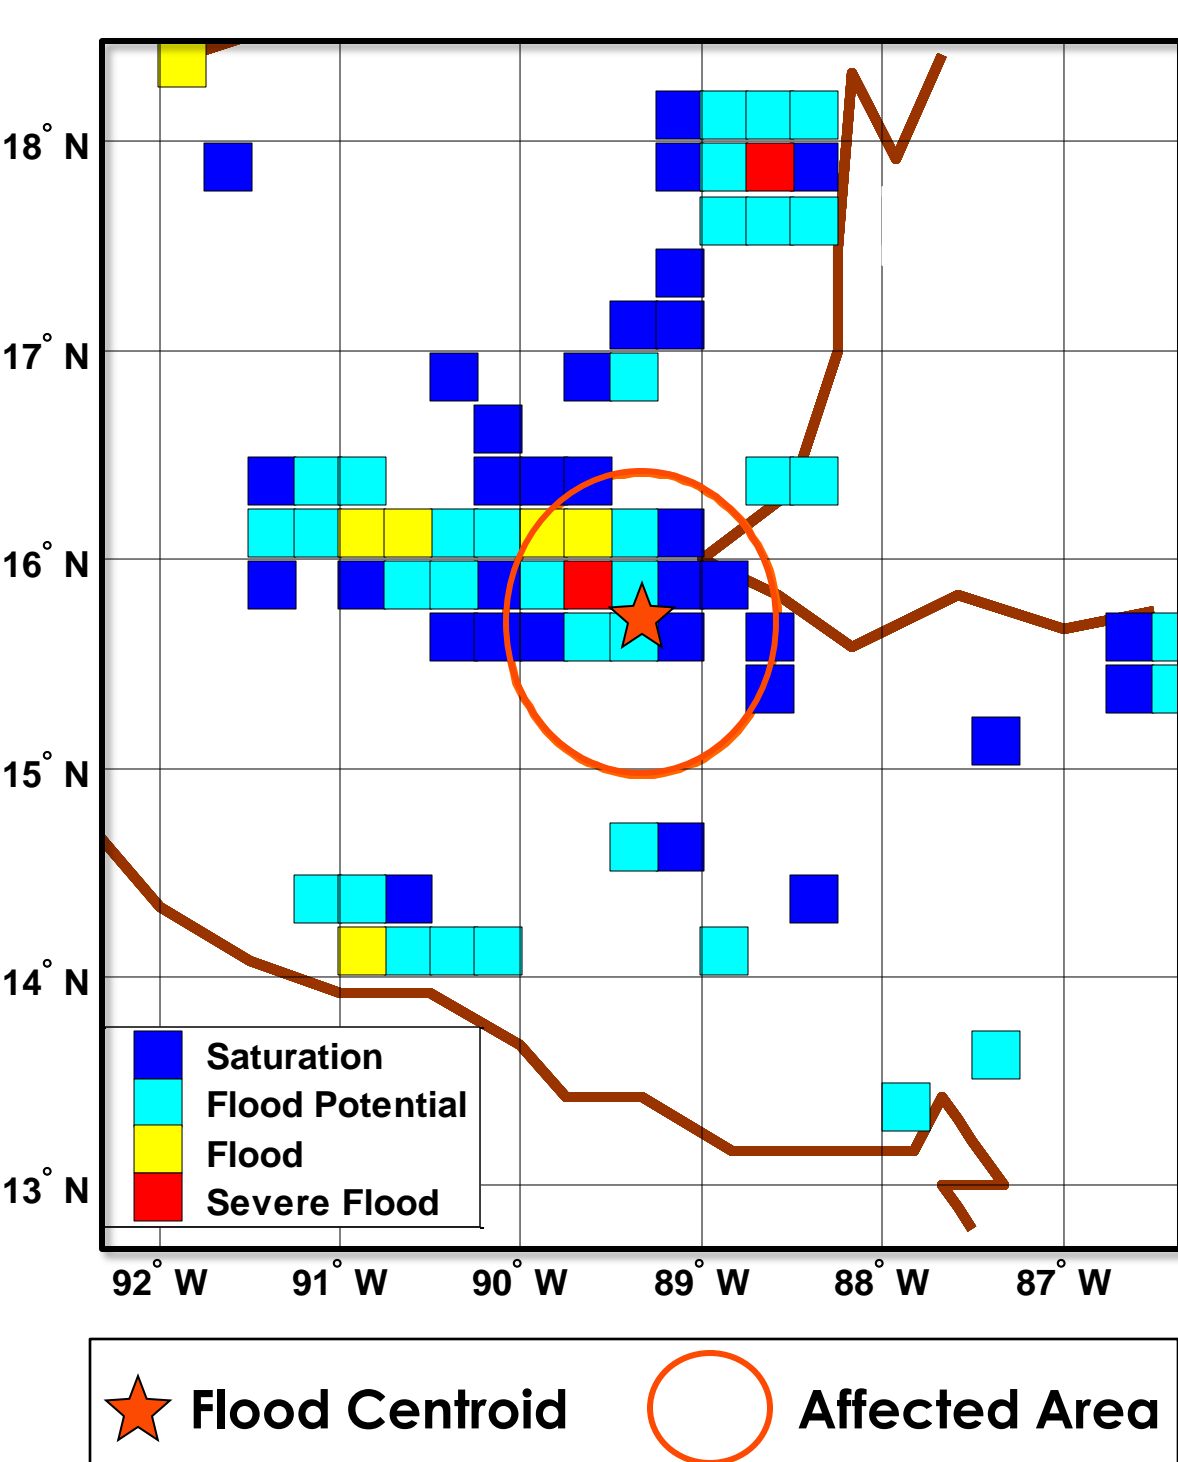 18° N
17° N
16° N
15° N
14° N
13° N
Saturation
Flood Potential
Flood
Severe Flood
92° W 91° W 90° W 89° W 88° W 87° W
Flood Centroid Affected Area